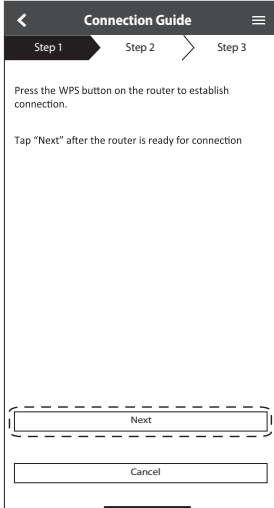 Connection Guide
Step 1 Step 2 Step 3
Press the WPS button on the router to establish
connection.
Tap “Next” after the router is ready for connection
Next
Cancel